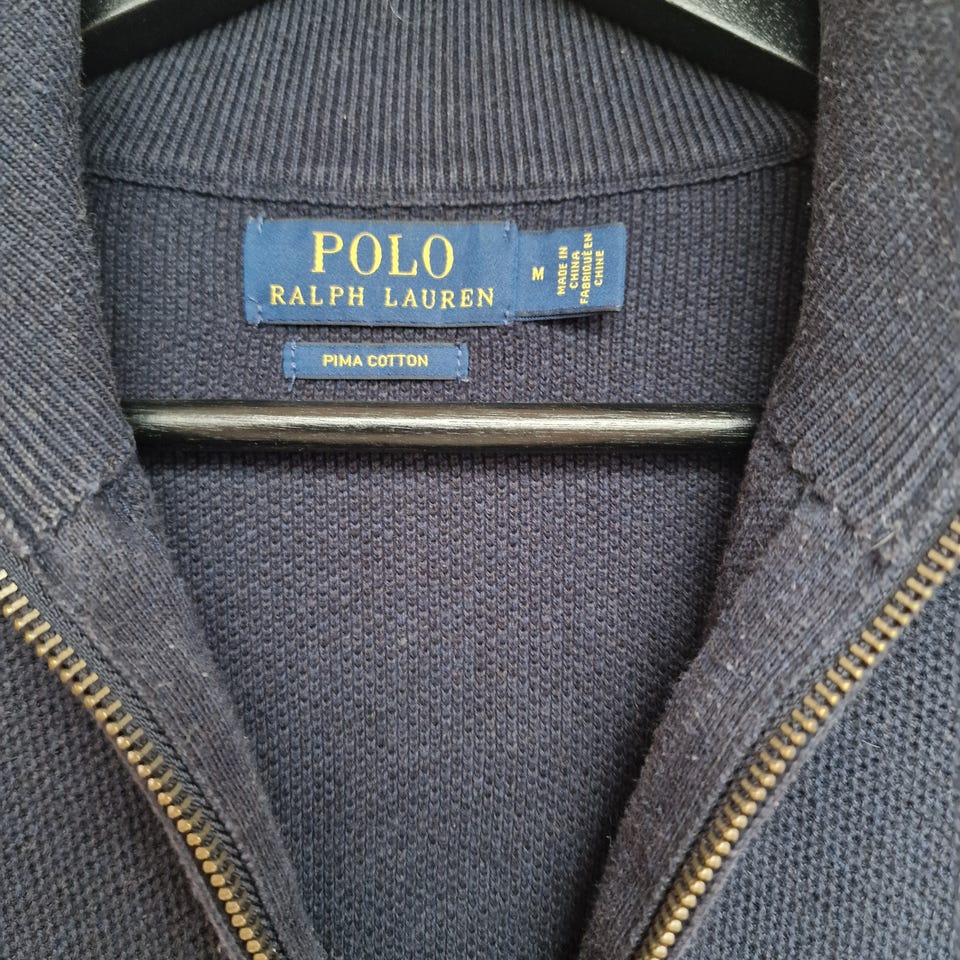 POLO
RALPH LAUREN
M
MADE IN
CHINA
FABRIQUÉ EN
CHINE
PIMA COTTON